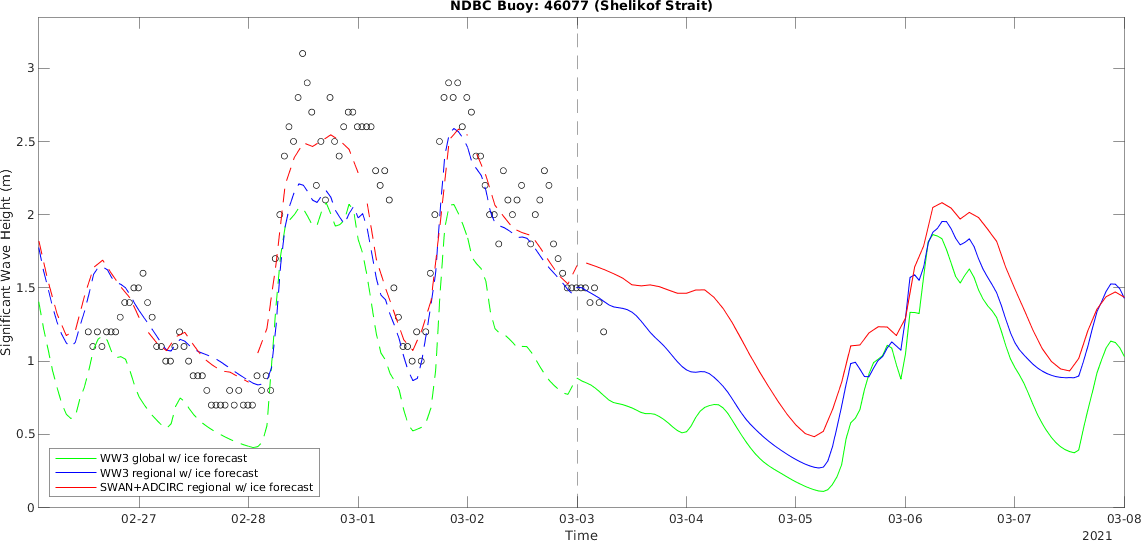 NDBC Buoy: 46077 (Shelikof Strait)
Significant Wave Height (m)
3
2.5
2
1.5
1
0.5
0
WW3 global w/ ice forecast
WW3 regional w/ ice forecast
SWAN+ADCIRC regional w/ ice forecast
02-27 02-28 03-01 03-02 03-03 03-04 03-05 03-06 03-07 03-08
Time
2021